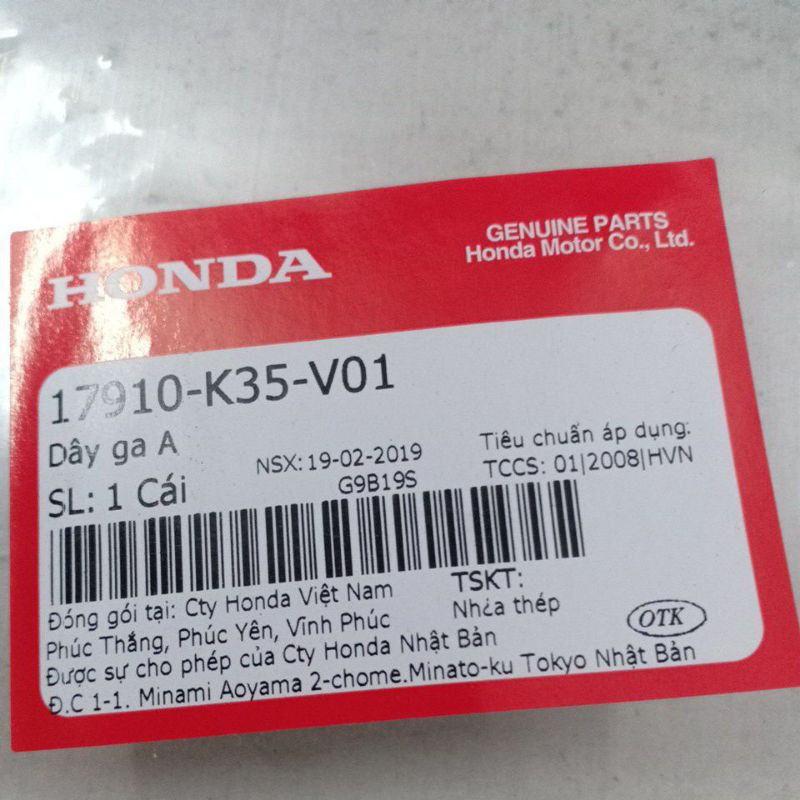 HONDA
GENUINE PARTS
Honda Motor Co., Ltd.
17910-K35-V01
Dây ga A
NSX: 19-02-2019
Tiêu chuẩn áp dụng:
SL: 1 Cái
G9B19S
TCCS: 01|2008|HVN
Đóng gói tại: Cty Honda Việt Nam
TSKT:
Phúc Thắng, Phúc Yên, Vĩnh Phúc
Nhựa thép
Được sự cho phép của Cty Honda Nhật Bản
OTK
Đ.C 1-1. Minami Aoyama 2-chome.Minato-ku Tokyo Nhật Bản